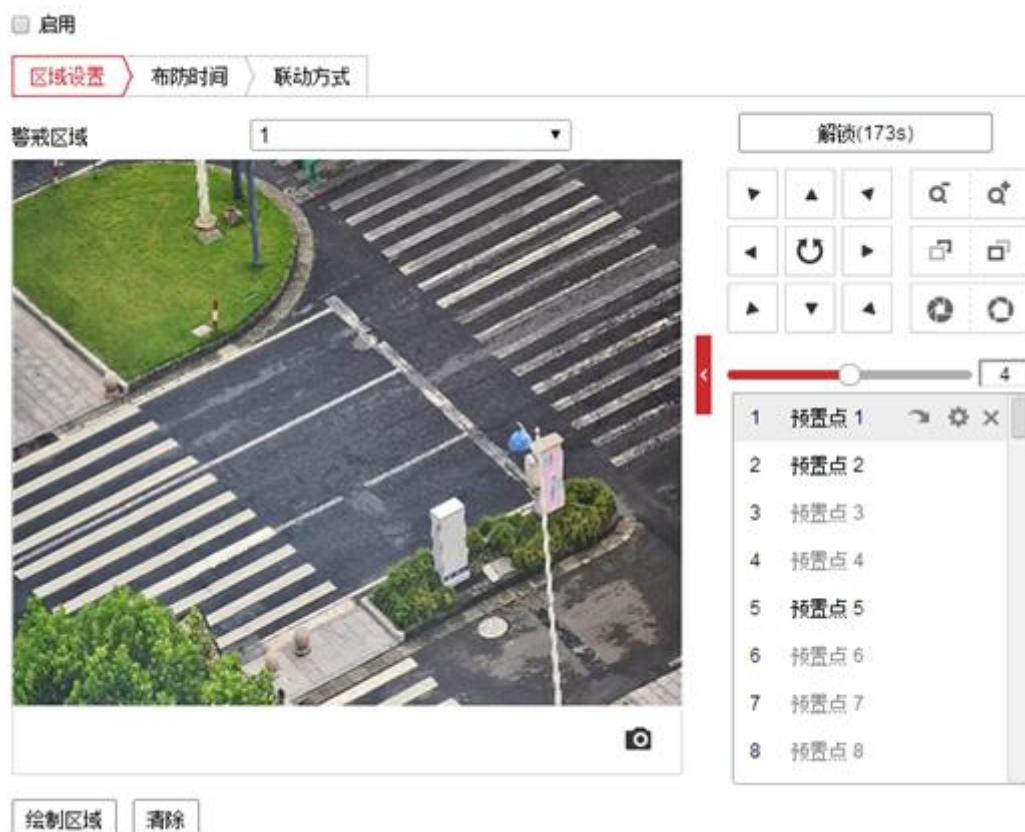 启用
区域设置 布防时间 联动方式
警戒区域 1
解锁(173s)
4
1 预置点 1
2 预置点 2
3 预置点 3
4 预置点 4
5 预置点 5
6 预置点 6
7 预置点 7
8 预置点 8
绘制区域 清除